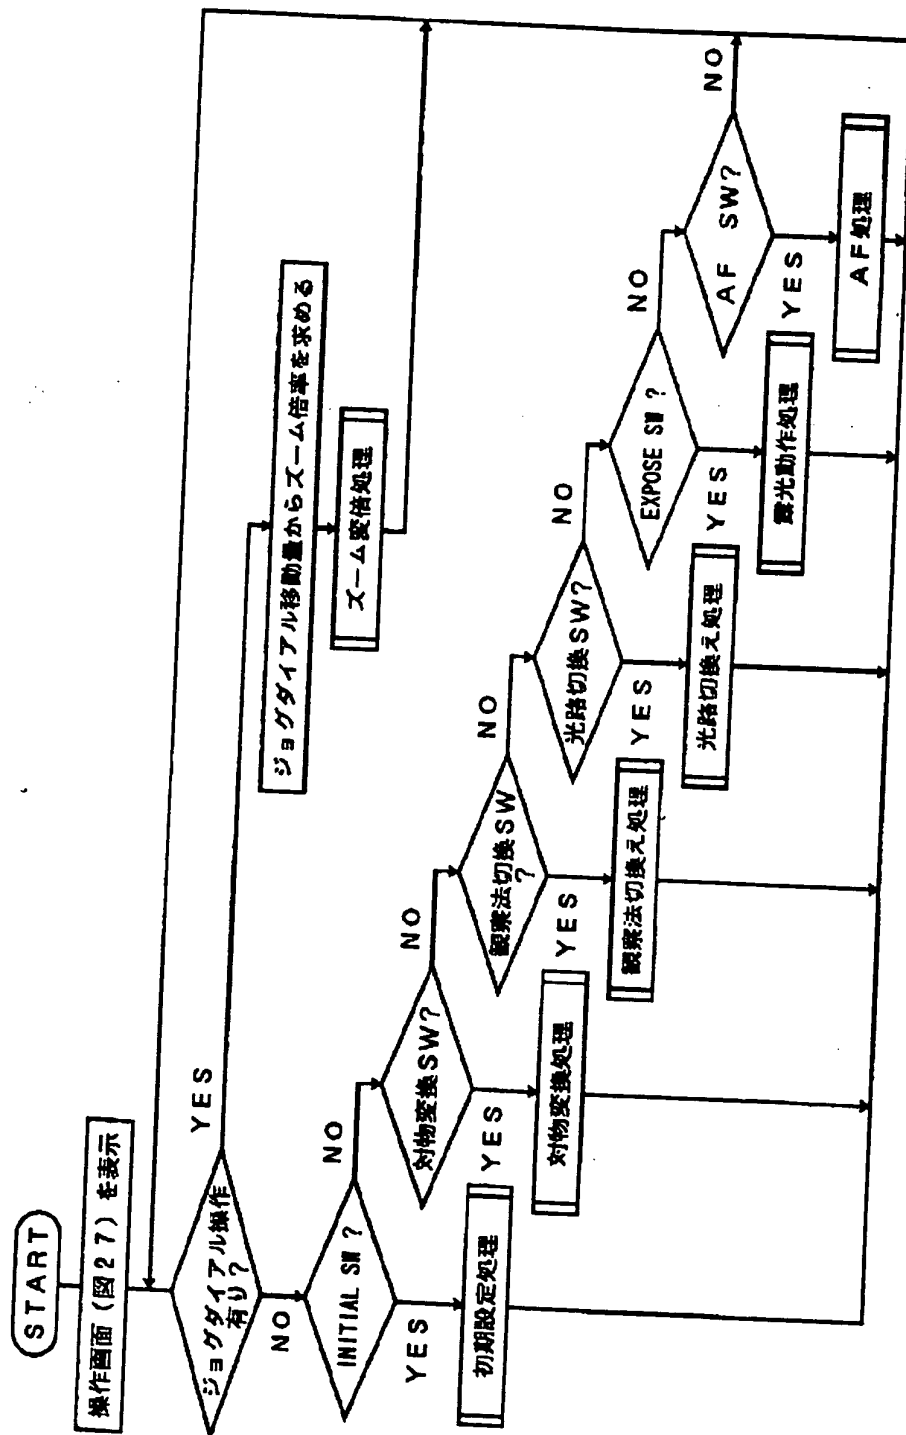 START
操作画面（図27）を表示
ジョグダイアル操作
有り？
YES
NO
ジョグダイアル移動量からズーム倍率を求める
ズーム変倍処理
INITIAL SW？
YES
NO
初期設定処理
対物変換SW？
YES
NO
対物変換処理
観察法切換SW
？
YES
NO
観察法切換え処理
光路切換SW？
YES
NO
光路切換え処理
EXPOSE SW？
YES
NO
露光動作処理
AF SW？
YES
NO
AF処理